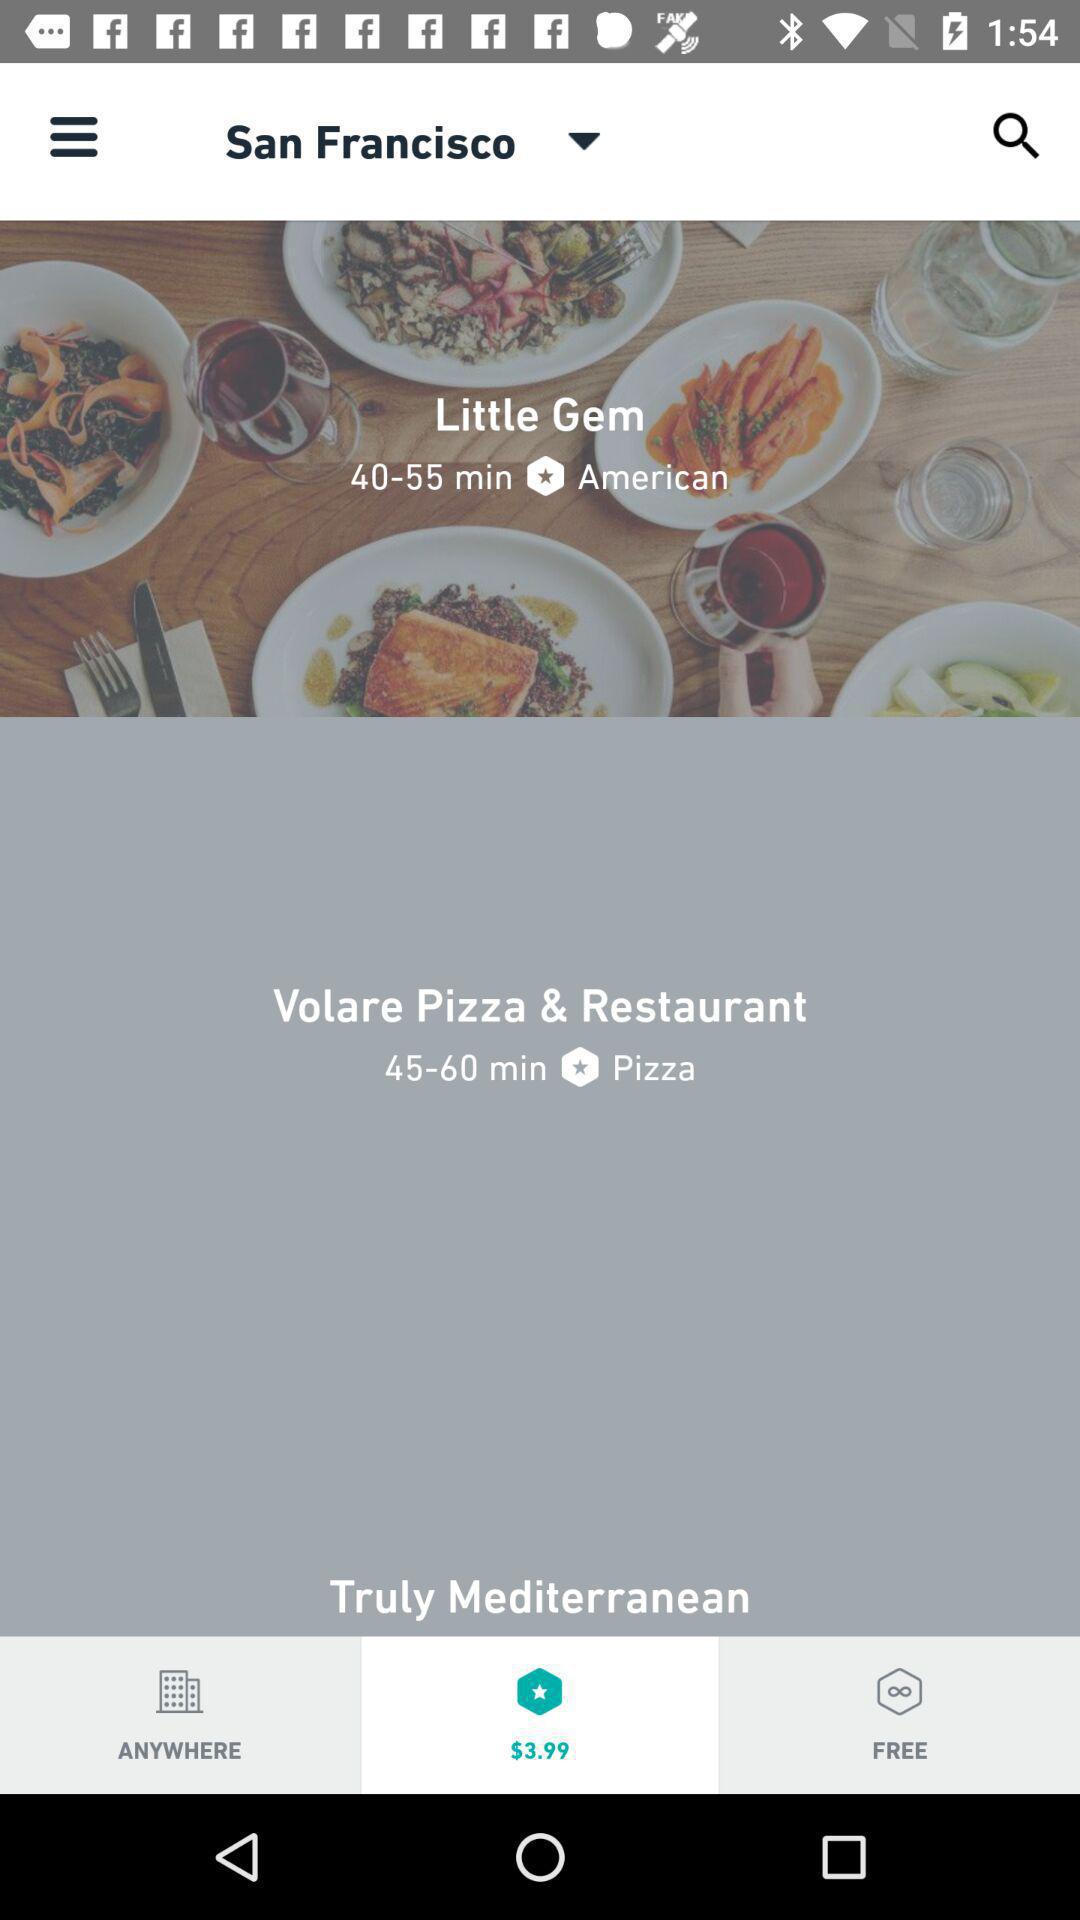 FAKE
1:54
San Francisco
Little Gem
40-55 min American
Volare Pizza & Restaurant
45-60 min Pizza
Truly Mediterranean
ANYWHERE
$3.99
FREE